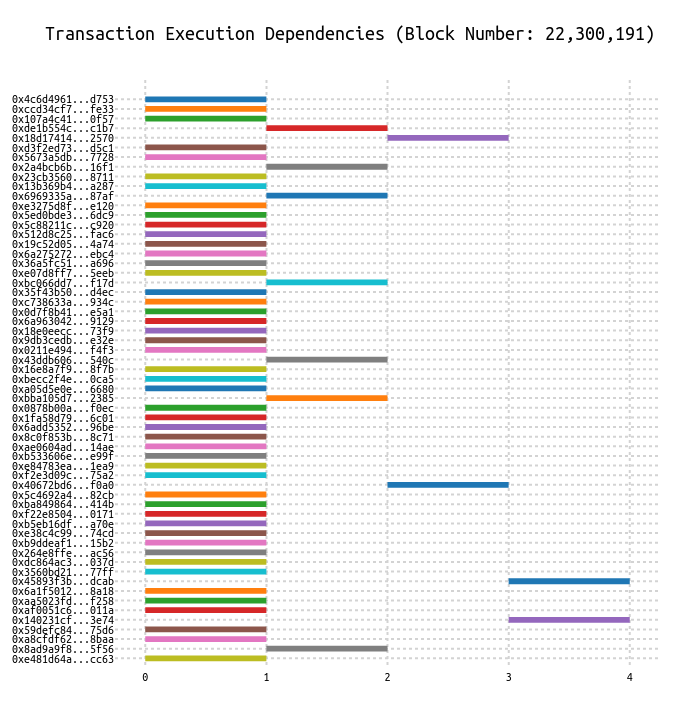 Transaction Execution Dependencies (Block Number: 22,300,191)
0x4c6d4961...d753
0xccd34cf7...fe33
0x107a4c41...0f57
0xde1b554c...c1b7
0x18d17414...2570
0xd3f2ed73...d5c1
0x5673a5db...7728
0x2a4bcb6b...16f1
0x23cb3560...8711
0x13b369b4...a287
0x6969335a...87af
0xe3275d8f...e120
0x5ed0bde3...6dc9
0x5c88211c...c920
0x512d8c25...fac6
0x19c52d05...4a74
0x6a275272...ebc4
0x36a5fc51...a696
0xe07d8ff7...5eeb
0xbc066dd7...f17d
0x35f43b50...d4ec
0xc738633a...934c
0x0d7f8b41...e5a1
0x6a963042...9129
0x18e0eecc...73f9
0x9db3cedb...e32e
0x0211e494...f4f3
0x43ddb606...540c
0x16e8a7f9...8f7b
0xbecc2f4e...0ca5
0xa05d5e0e...6680
0xbba105d7...2385
0x0878b00a...f0ec
0x1fa58d79...6c01
0x6add5352...96be
0x8c0f853b...8c71
0xae0604ad...14ae
0xb533606e...e99f
0xe84783ea...1ea9
0xf2e3d09c...75a2
0x40672bd6...f0a0
0x5c4692a4...82cb
0xba849864...414b
0xf22e8504...0171
0xb5eb16df...a70e
0xe38c4c99...74cd
0xb9ddeaf1...15b2
0x264e8ffe...ac56
0xdc864ac3...037d
0x3560bd21...77ff
0x45893f3b...dcab
0x6a1f5012...8a18
0xaa5023fd...f258
0xaf0051c6...011a
0x140231cf...3e74
0x59defc84...75d6
0xa8cfdf62...8baa
0x8ad9a9f8...5f56
0xe481d64a...cc63
0 1 2 3 4